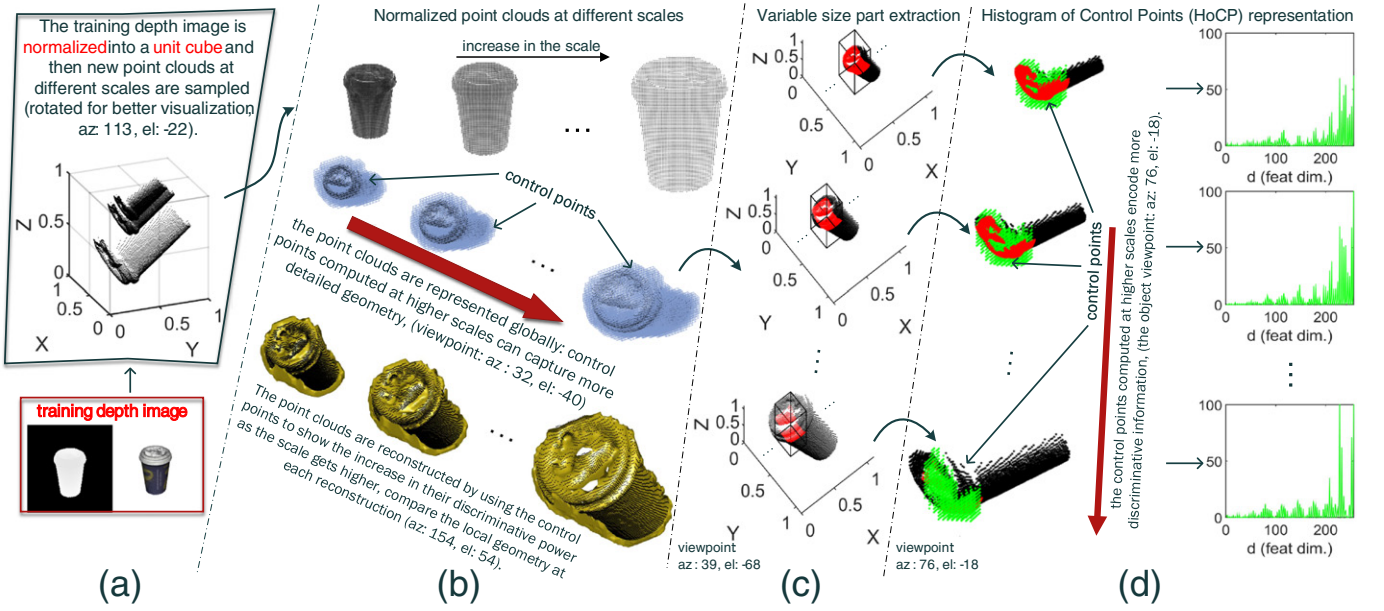 The training depth image is
normalized into a unit cube and
then new point clouds at
different scales are sampled
(rotated for better visualization,
az: 113, el: -22).
1
0.5
0
Z
1
0.5
0
X
0
0.5
1
Y
training depth image
(a)
Normalized point clouds at different scales
increase in the scale
...
control points
...
the point clouds are represented globally: control
points computed at higher scales can capture more
detailed geometry, (viewpoint: az : 32, el: -40)
...
The point clouds are reconstructed by using the control
points to show the increase in their discriminative power
as the scale gets higher, compare the local geometry at
each reconstruction (az: 154, el: 54).
(b)
Variable size part extraction
Z
1
0.5
0
0.5
1
Y
0
0.5
1
X
Z
1
0.5
0
0.5
1
Y
0
0.5
1
X
...
Z
1
0.5
0
0.5
1
Y
0
0.5
1
X
viewpoint
az : 39, el: -68
(c)
Histogram of Control Points (HoCP) representation
control points
...
the control points computed at higher scales encode more
discriminative information, (the object viewpoint: az: 76, el: -18).
viewpoint
az : 76, el: -18
100
50
0
0
100
200
d (feat dim.)
100
50
0
0
100
200
d (feat dim.)
...
100
50
0
0
100
200
d (feat dim.)
(d)